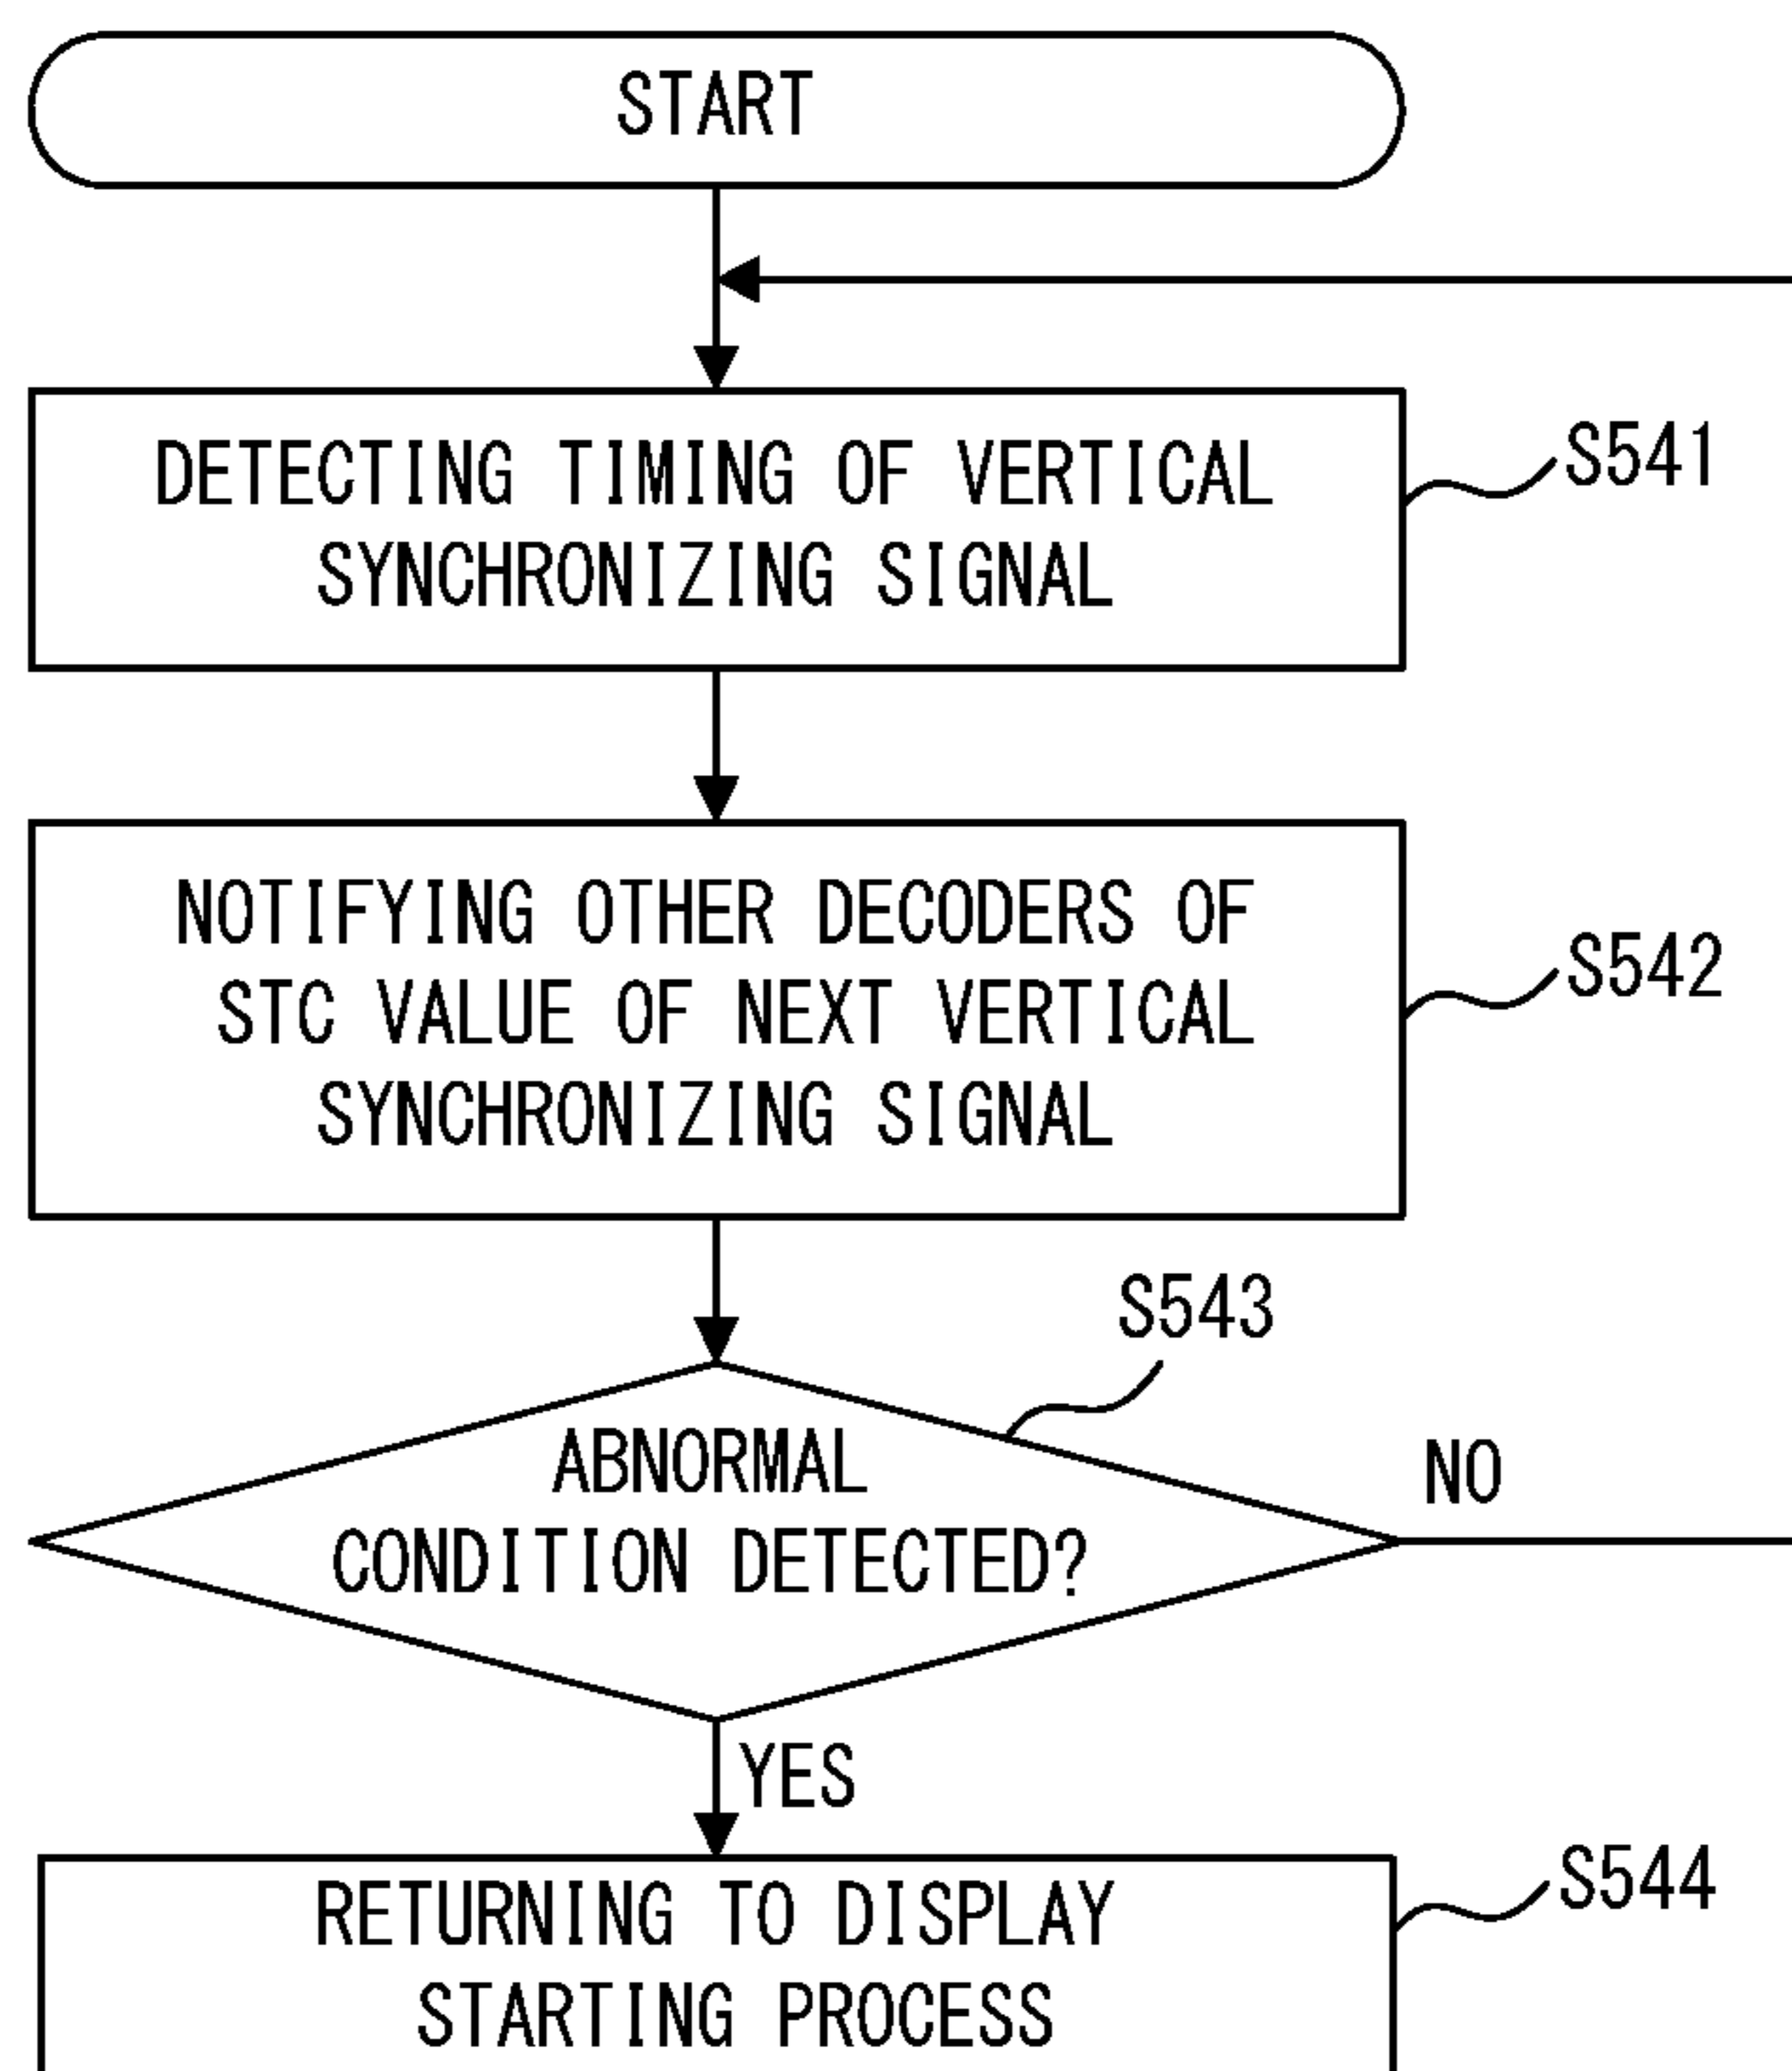 START
DETECTING TIMING OF VERTICAL
SYNCHRONIZING SIGNAL
S541
NOTIFYING OTHER DECODERS OF
STC VALUE OF NEXT VERTICAL
SYNCHRONIZING SIGNAL
S542
S543
ABNORMAL
CONDITION DETECTED?
NO
YES
RETURNING TO DISPLAY
STARTING PROCESS
S544